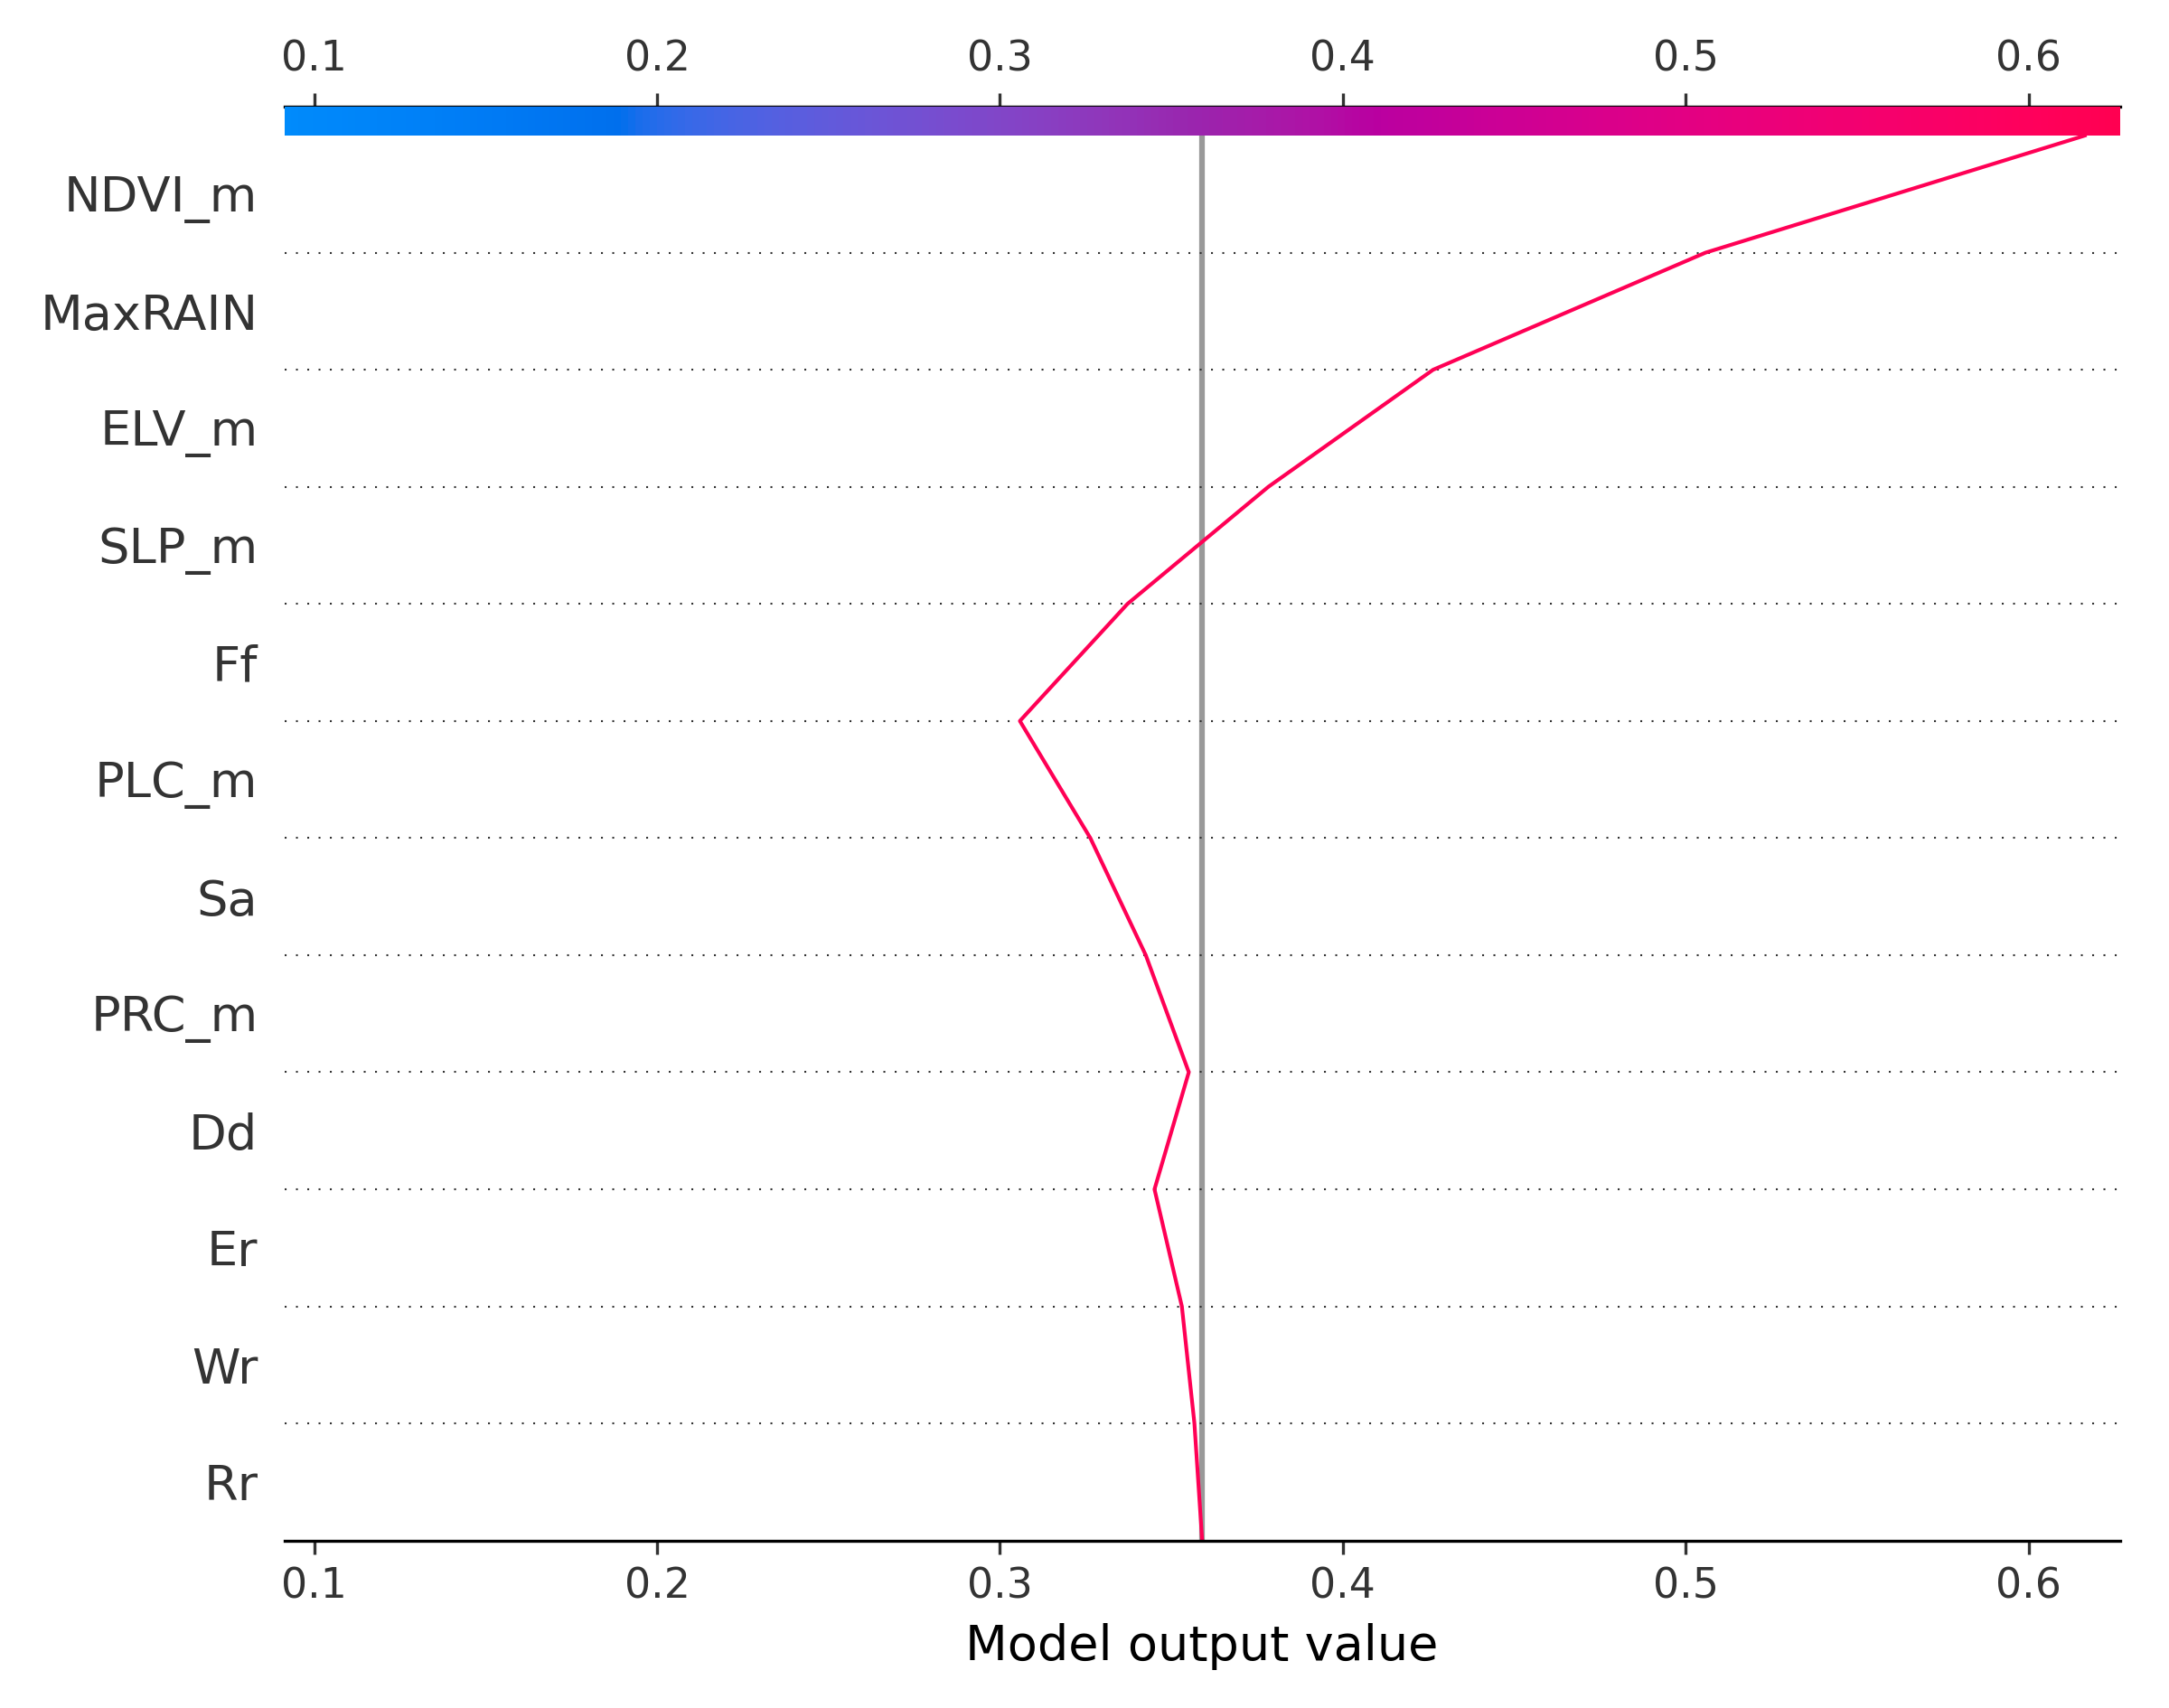 0.1 0.2 0.3 0.4 0.5 0.6
NDVI_m
MaxRAIN
ELV_m
SLP_m
Ff
PLC_m
Sa
PRC_m
Dd
Er
Wr
Rr
0.1 0.2 0.3 0.4 0.5 0.6
Model output value